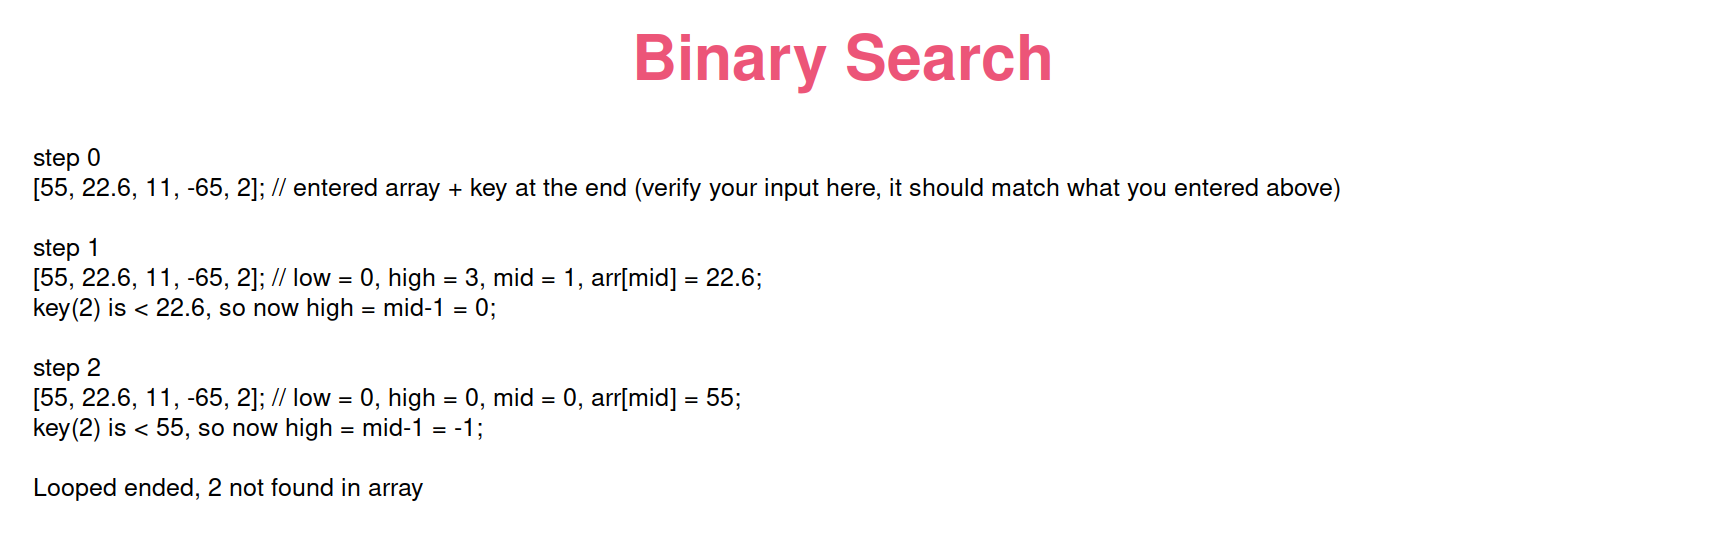 Binary Search
step 0
[55, 22.6, 11, -65, 2]; // entered array + key at the end (verify your input here, it should match what you entered above)
step 1
[55, 22.6, 11, -65, 2]; // low = 0, high = 3, mid = 1, arr[mid] = 22.6;
key(2) is < 22.6, so now high = mid-1 = 0;
step 2
[55, 22.6, 11, -65, 2]; // low = 0, high = 0, mid = 0, arr[mid] = 55;
key(2) is < 55, so now high = mid-1 = -1;
Looped ended, 2 not found in array